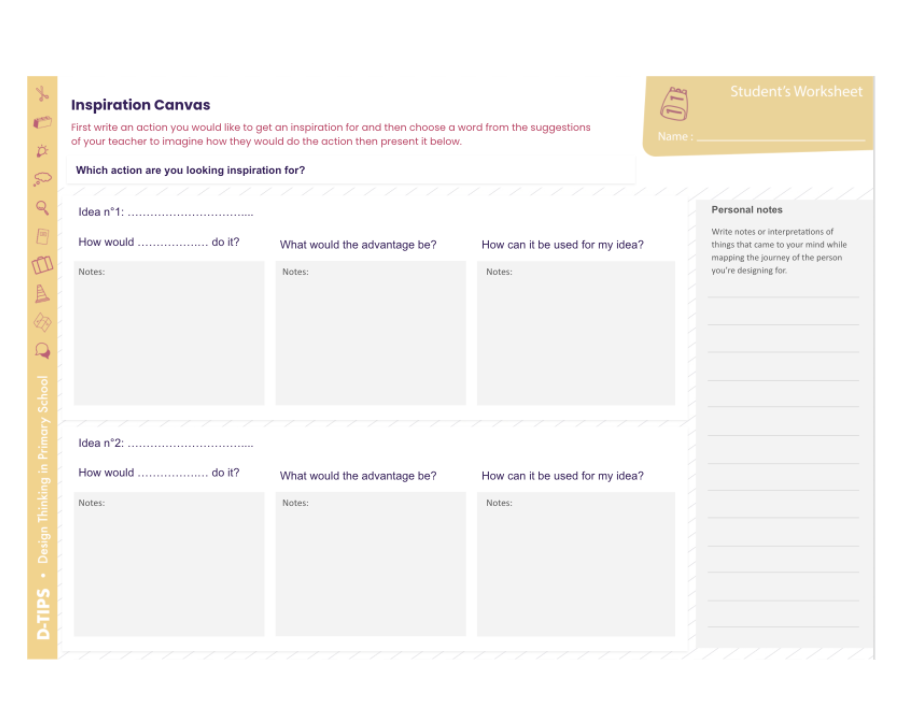 Inspiration Canvas
First write an action you would like to get an inspiration for and then choose a word from the suggestions
of your teacher to imagine how they would do the action then present it below.
Which action are you looking inspiration for?
Student's Worksheet
Name : ______________________
Idea n°1: …………………………....
How would ……………..… do it?
What would the advantage be?
How can it be used for my idea?
Notes:
Notes:
Notes:
Idea n°2: …………………………....
How would ……………..… do it?
What would the advantage be?
How can it be used for my idea?
Notes:
Notes:
Notes:
Personal notes
Write notes or interpretations of
things that came to your mind while
mapping the journey of the person
you're designing for.
D-TIPS • Design Thinking in Primary School